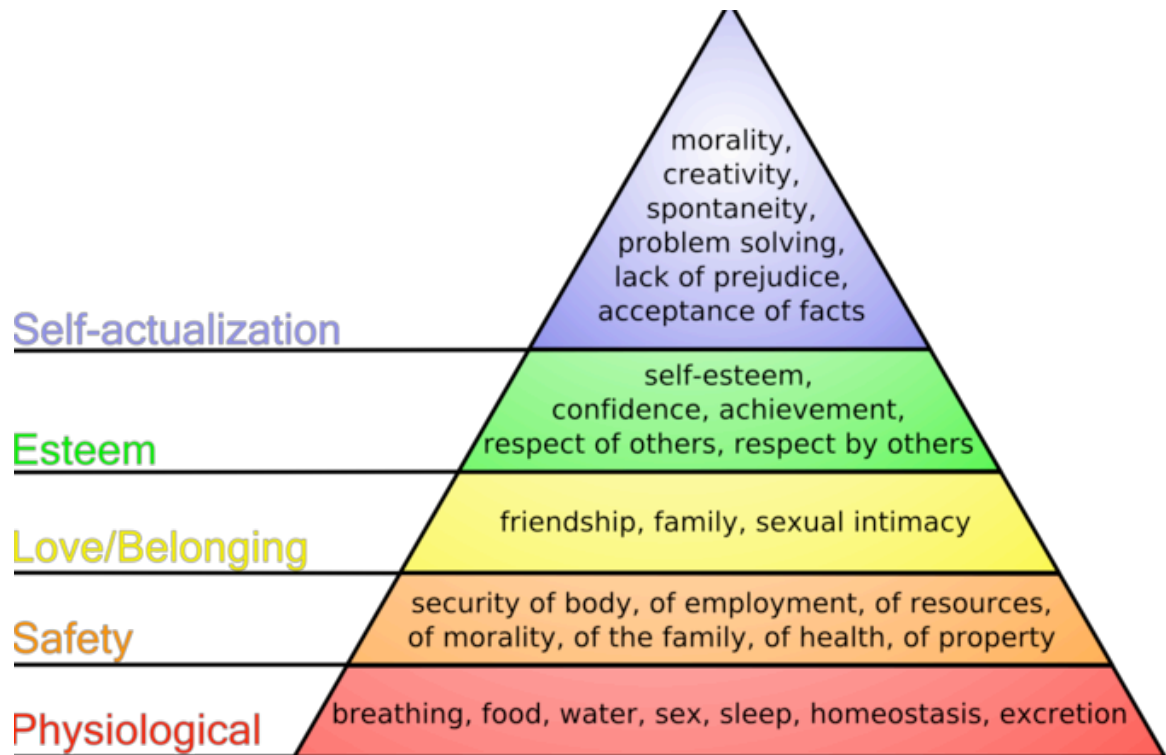 morality,
creativity,
spontaneity,
problem solving,
lack of prejudice,
acceptance of facts
Self-actualization
self-esteem,
confidence, achievement,
respect of others, respect by others
Esteem
friendship, family, sexual intimacy
Love/Belonging
security of body, of employment, of resources,
of morality, of the family, of health, of property
Safety
breathing, food, water, sex, sleep, homeostasis, excretion
Physiological